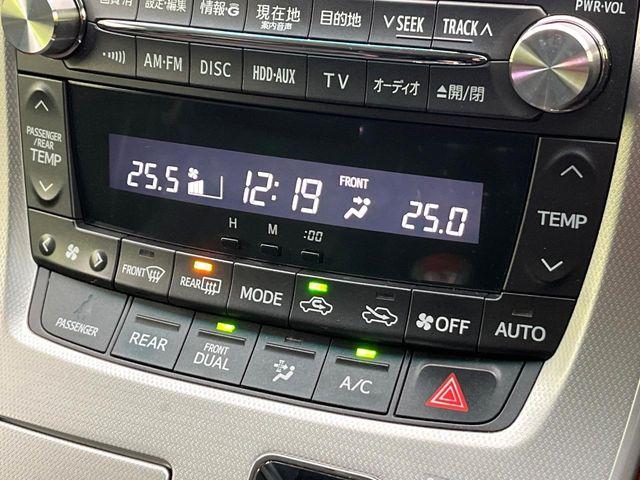 設定・編集 情報・G 現在地 目的地 ∨ SEEK TRACK ∧ PWR・VOL
案内音声
AM・FM DISC HDD・AUX TV オーディオ ▲開/閉
PASSENGER
/REAR
TEMP
25.5 12:19 FRONT 25.0
H M :00
TEMP
FRONT REAR MODE OFF AUTO
PASSENGER REAR FRONT
DUAL A/C